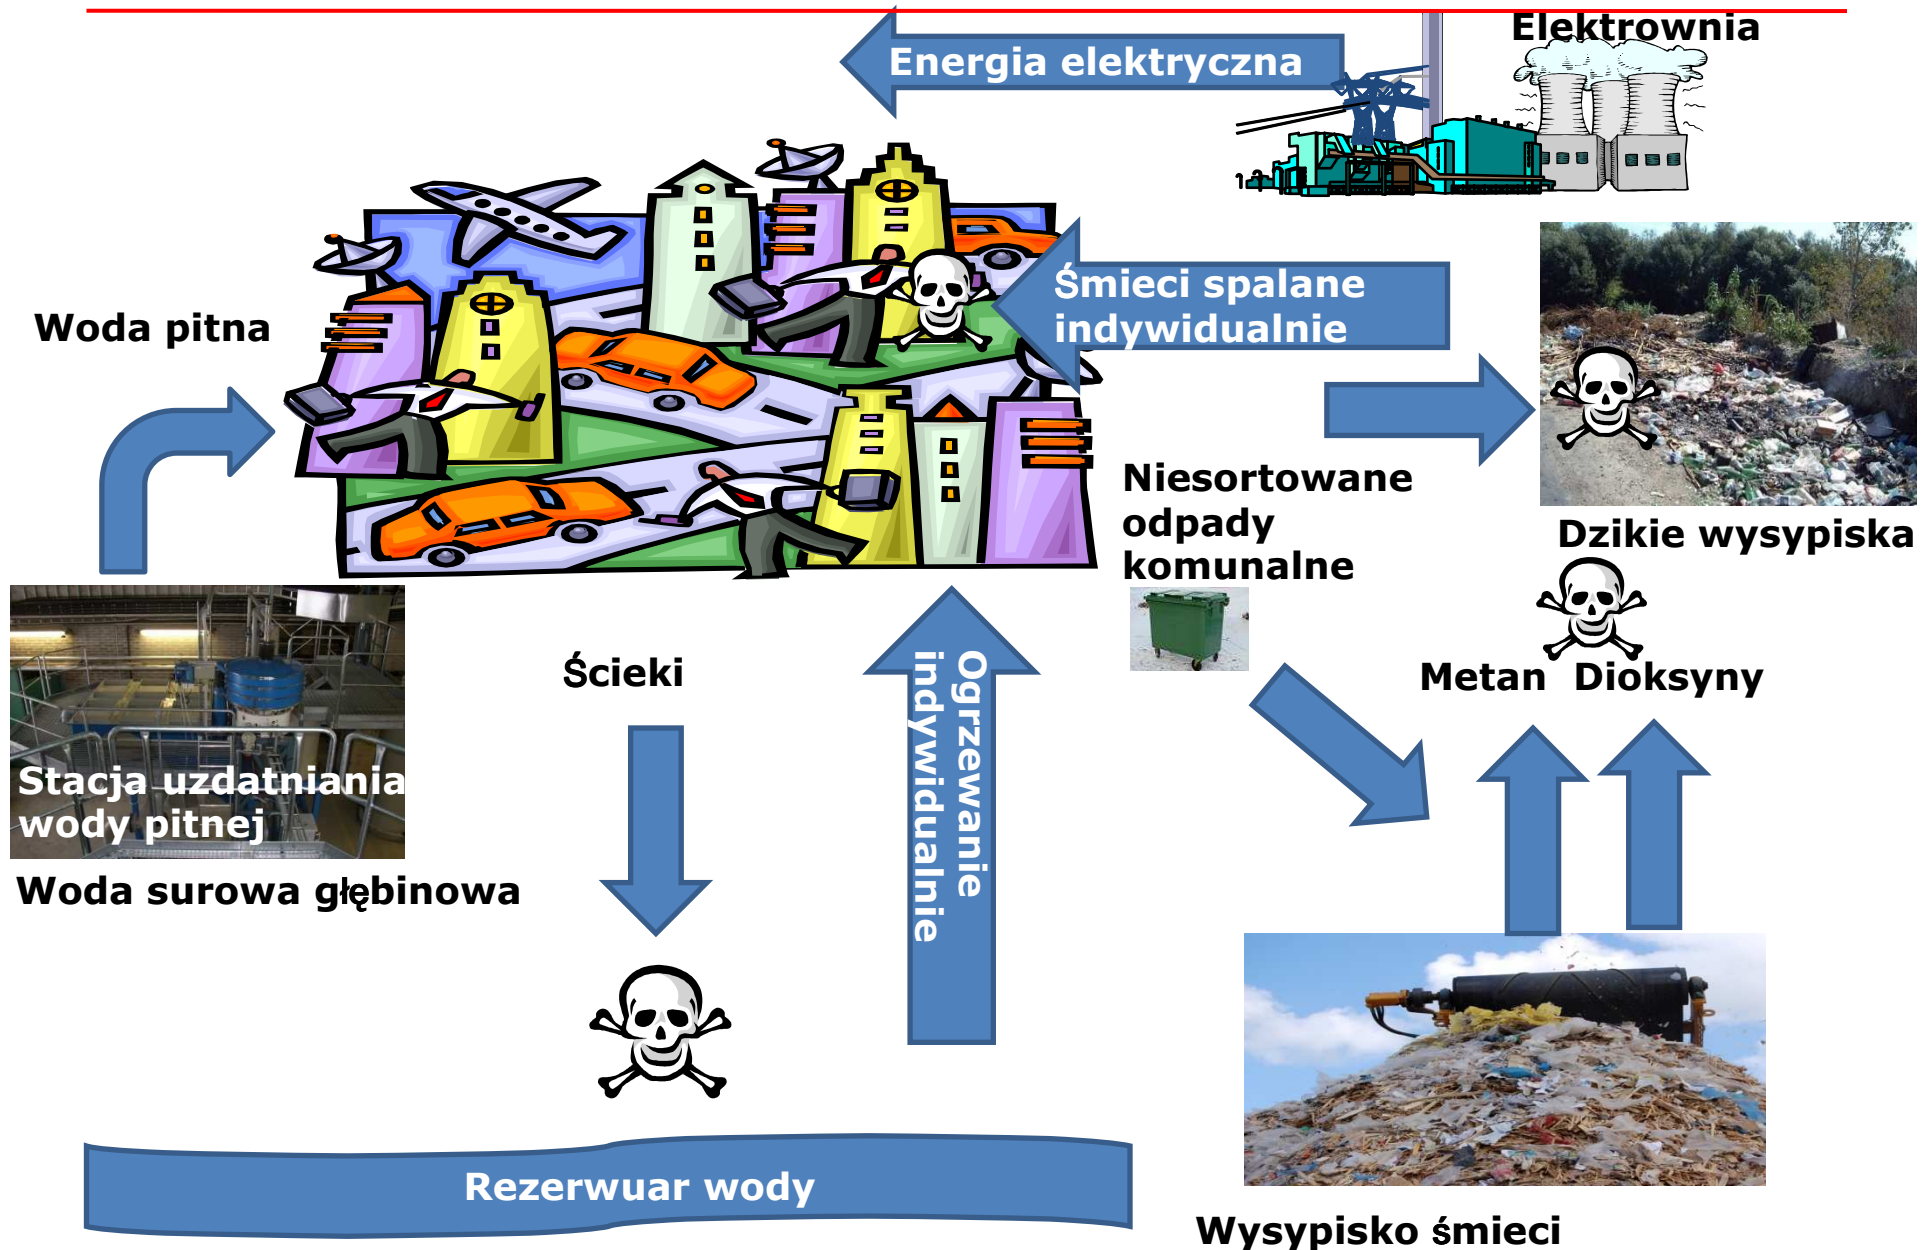 Elektrownia
Energia elektryczna
Śmieci spalane
indywidualnie
Woda pitna
Niesortowane
odpady
komunalne
Dzikie wysypiska
Ścieki
Ogrzewanie
indywidualnie
Metan Dioksyny
Stacja uzdatniania
wody pitnej
Woda surowa głębinowa
Rezerwuar wody
Wysypisko śmieci